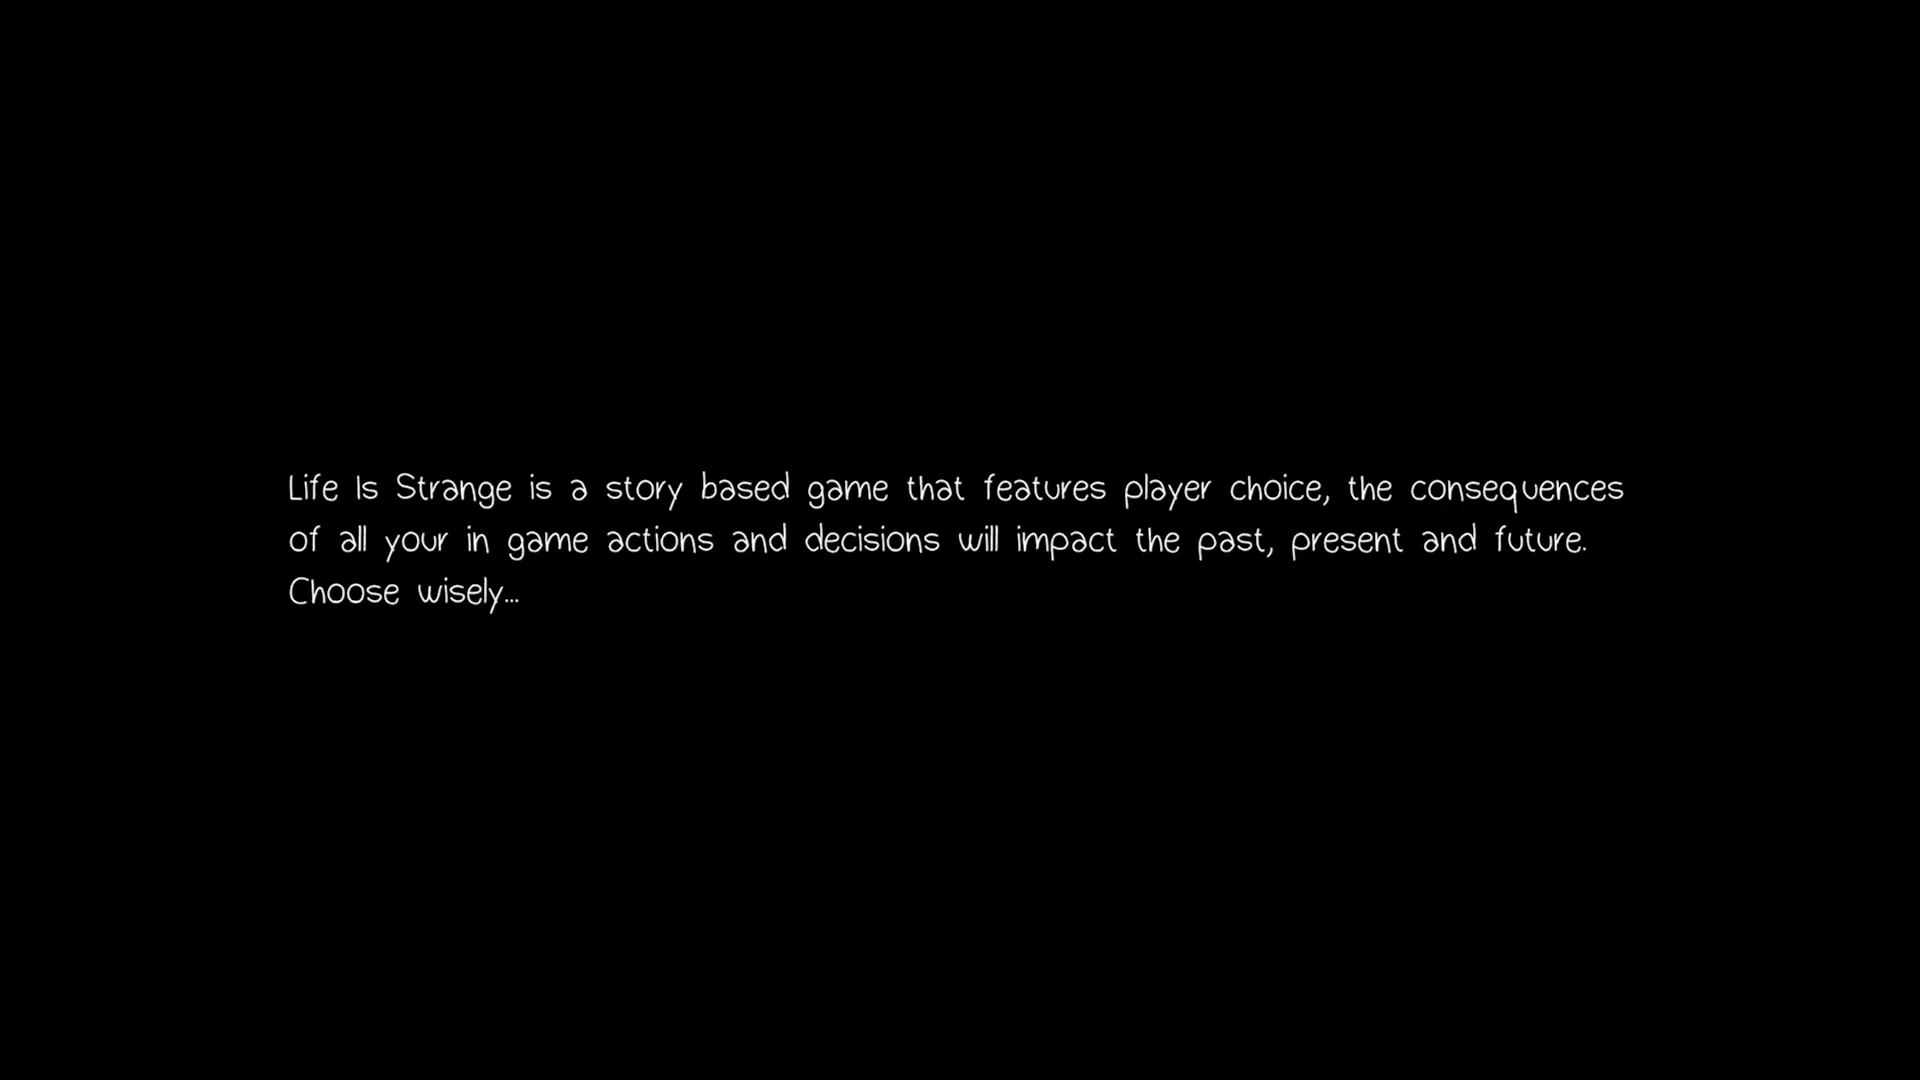 Life Is Strange is a story based game that features player choice, the consequences
of all your in game actions and decisions will impact the past, present and future.
Choose wisely...